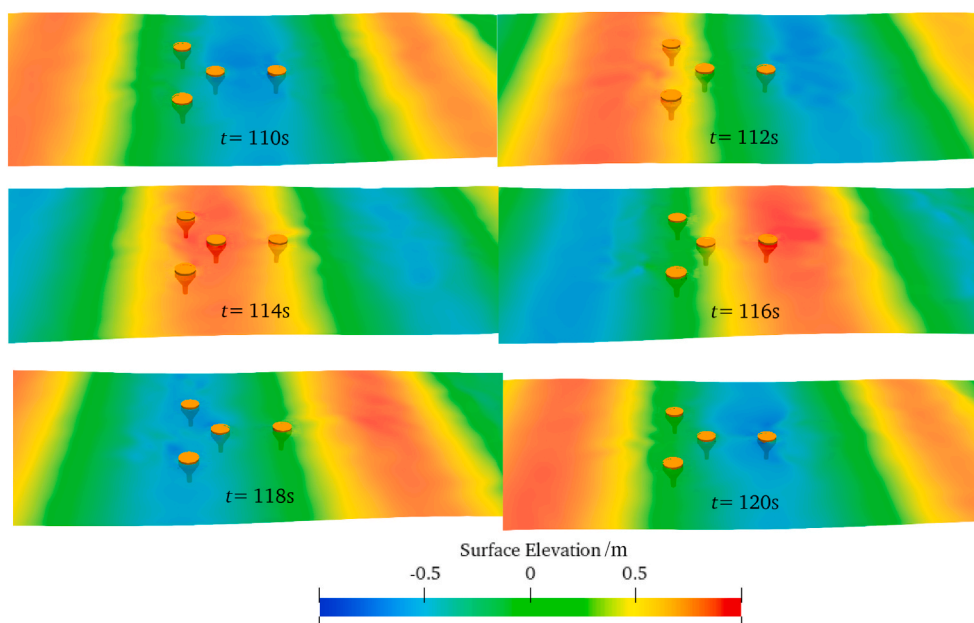 t = 110s
t = 112s
t = 114s
t = 116s
t = 118s
t = 120s
Surface Elevation /m
-0.5 0 0.5